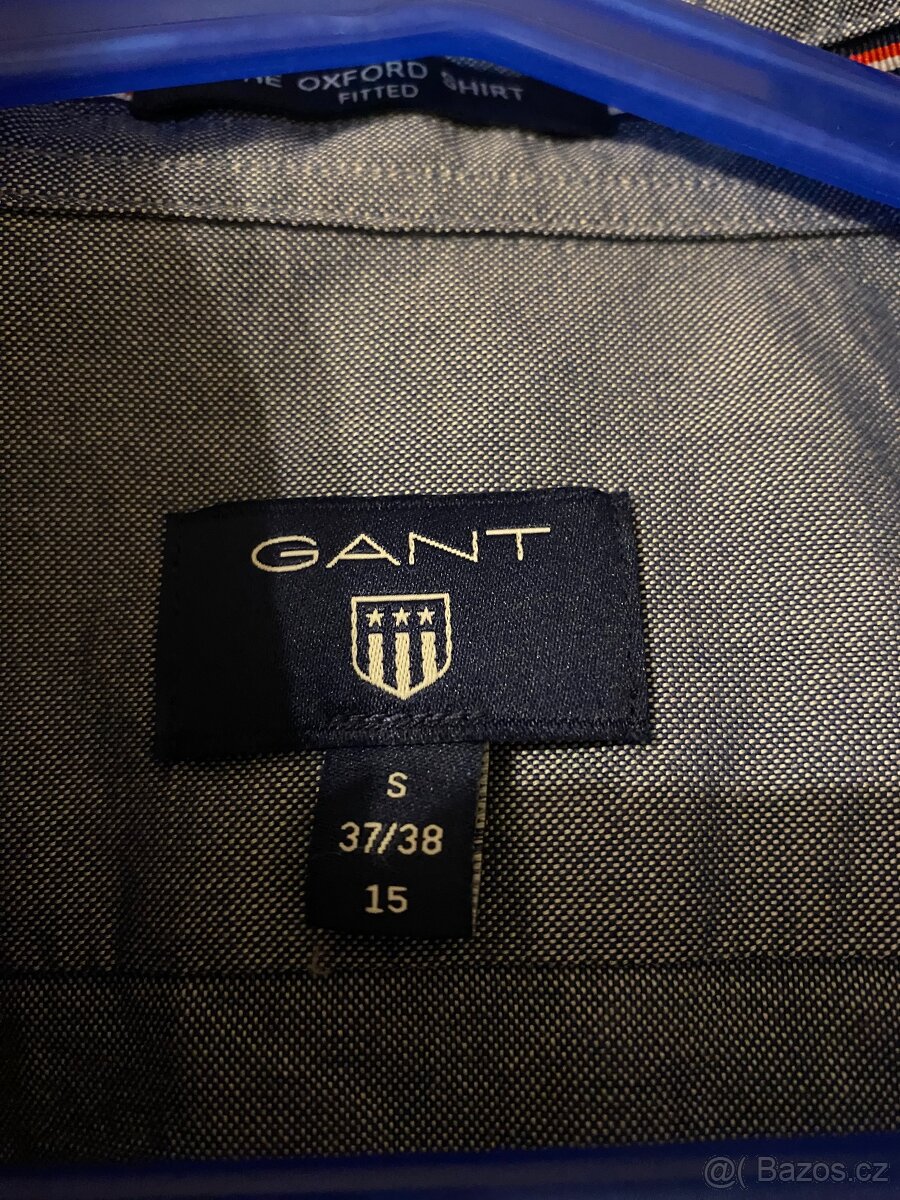 OXFORD SHIRT
FITTED
GANT
S
37/38
15
@( Bazos.cz